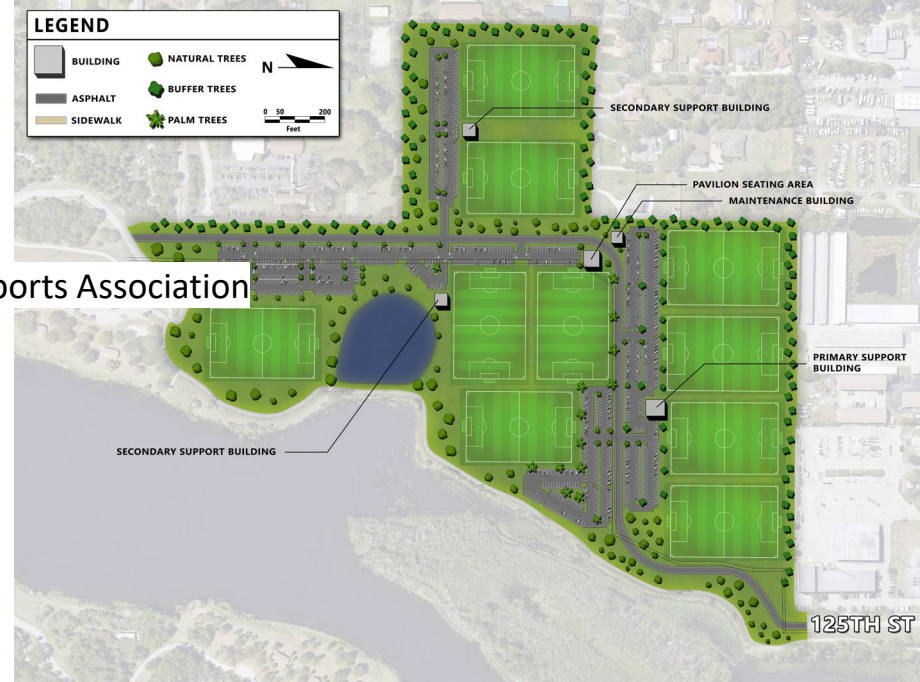 LEGEND
BUILDING
ASPHALT
SIDEWALK
NATURAL TREES
BUFFER TREES
PALM TREES
N
0 50 200
Feet
SECONDARY SUPPORT BUILDING
PAVILION SEATING AREA
MAINTENANCE BUILDING
ports Association
PRIMARY SUPPORT
BUILDING
SECONDARY SUPPORT BUILDING
125TH ST